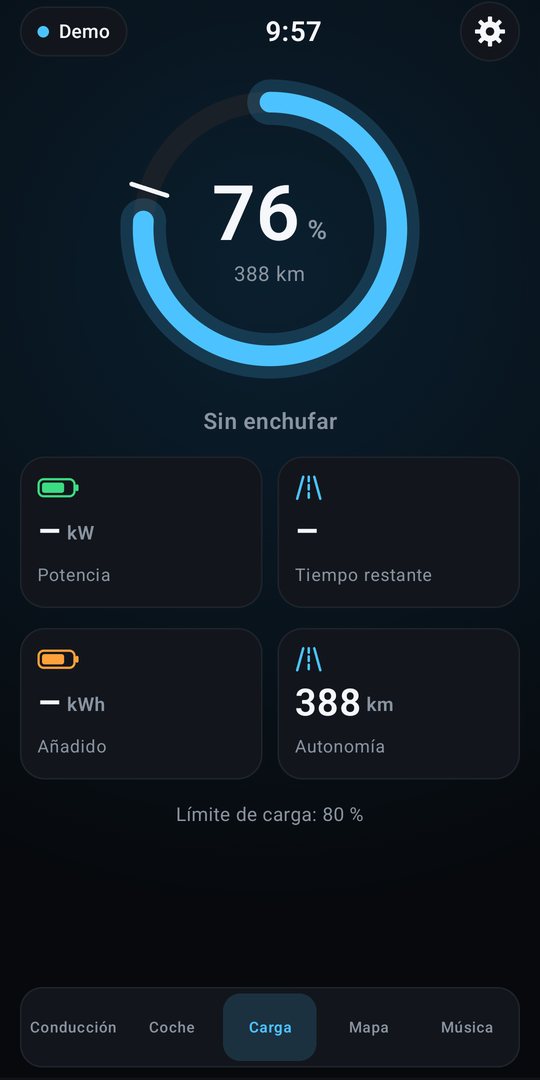 Demo
9:57
76 %
388 km
Sin enchufar
– kW
Potencia
–
Tiempo restante
– kWh
Añadido
388 km
Autonomía
Límite de carga: 80 %
Conducción
Coche
Carga
Mapa
Música